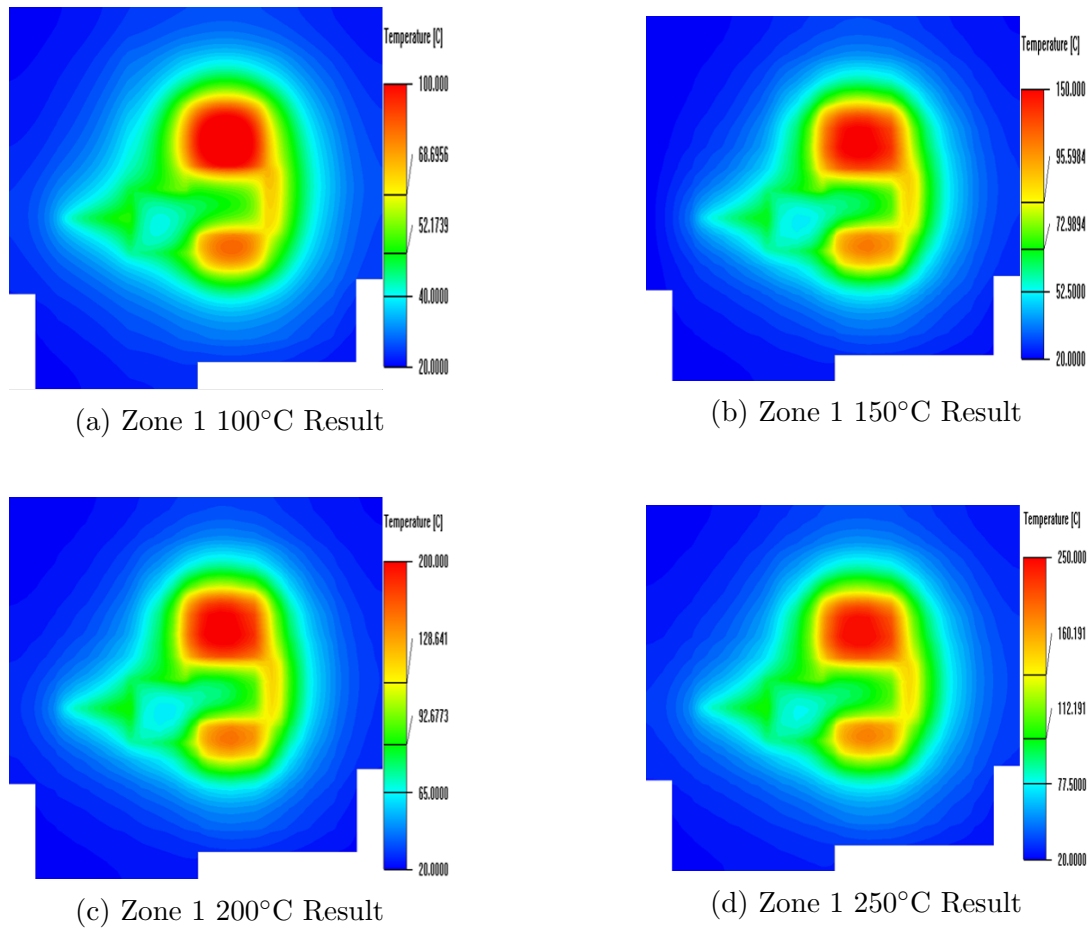 Temperature [C]
100.000
68.6956
52.1739
40.0000
20.0000
(a) Zone 1 100°C Result
Temperature [C]
150.000
95.5984
72.9894
52.5000
20.0000
(b) Zone 1 150°C Result
Temperature [C]
200.000
128.641
92.6773
65.0000
20.0000
(c) Zone 1 200°C Result
Temperature [C]
250.000
160.191
112.191
77.5000
20.0000
(d) Zone 1 250°C Result